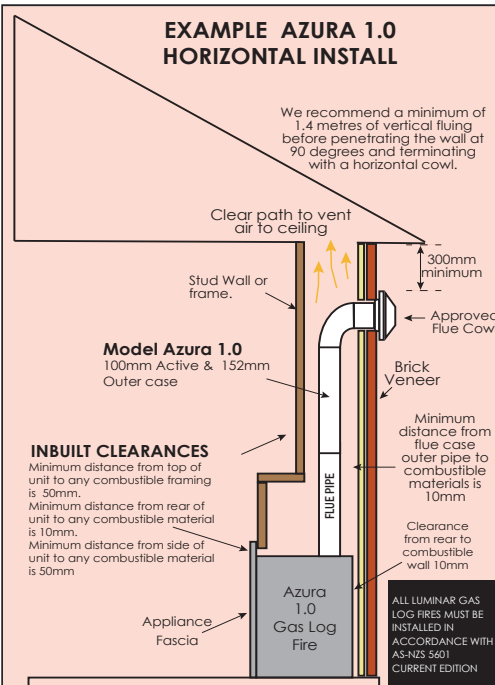 EXAMPLE AZURA 1.0
HORIZONTAL INSTALL
We recommend a minimum of
1.4 metres of vertical fluing
before penetrating the wall at
90 degrees and terminating
with a horizontal cowl.
Clear path to vent
air to ceiling
300mm
minimum
Stud Wall or
frame.
Approved
Flue Cow
Model Azura 1.0
100mm Active & 152mm
Outer case
Brick
Veneer
Minimum
distance from
flue case
outer pipe to
combustible
materials is
10mm
INBUILT CLEARANCES
Minimum distance from top of
unit to any combustible framing
is 50mm.
Minimum distance from rear of
unit to any combustible material
is 10mm.
Minimum distance from side of
unit to any combustible material
is 50mm
FLUE PIPE
Clearance
from rear to
combustible
wall 10mm
Appliance
Fascia
Azura
1.0
Gas Log
Fire
ALL LUMINAR GAS
LOG FIRES MUST BE
INSTALLED IN
ACCORDANCE WITH
AS-NZS 5601
CURRENT EDITION